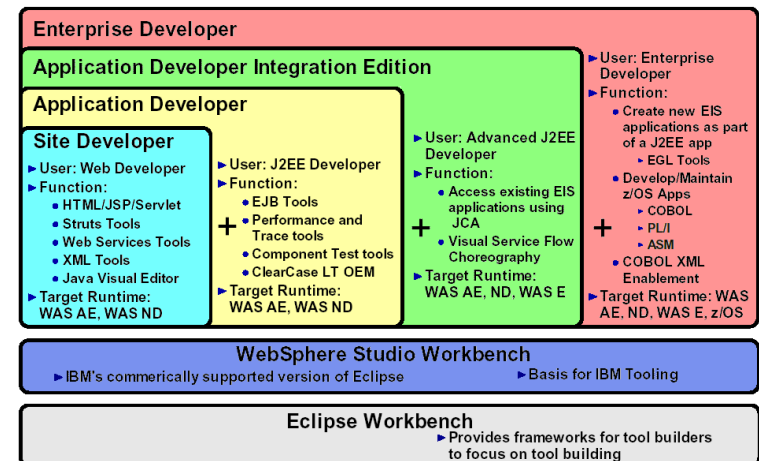 Enterprise Developer
Application Developer Integration Edition
Application Developer
Site Developer
User: Web Developer
Function:
HTML/JSP/Servlet
Struts Tools
Web Services Tools
XML Tools
Java Visual Editor
Target Runtime:
WAS AE, WAS ND
+
User: J2EE Developer
Function:
EJB Tools
Performance and
Trace tools
Component Test tools
ClearCase LT OEM
Target Runtime:
WAS AE, WAS ND
+
User: Advanced J2EE
Developer
Function:
Access existing EIS
applications using
JCA
Visual Service Flow
Choreography
Target Runtime:
WAS AE, ND, WAS E
+
User: Enterprise
Developer
Function:
Create new EIS
applications as part
of a J2EE app
EGL Tools
Develop/Maintain
z/OS Apps
COBOL
PL/I
ASM
COBOL XML
Enablement
Target Runtime: WAS
AE, ND, WAS E, z/OS
WebSphere Studio Workbench
IBM's commerically supported version of Eclipse
Basis for IBM Tooling
Eclipse Workbench
Provides frameworks for tool builders
to focus on tool building